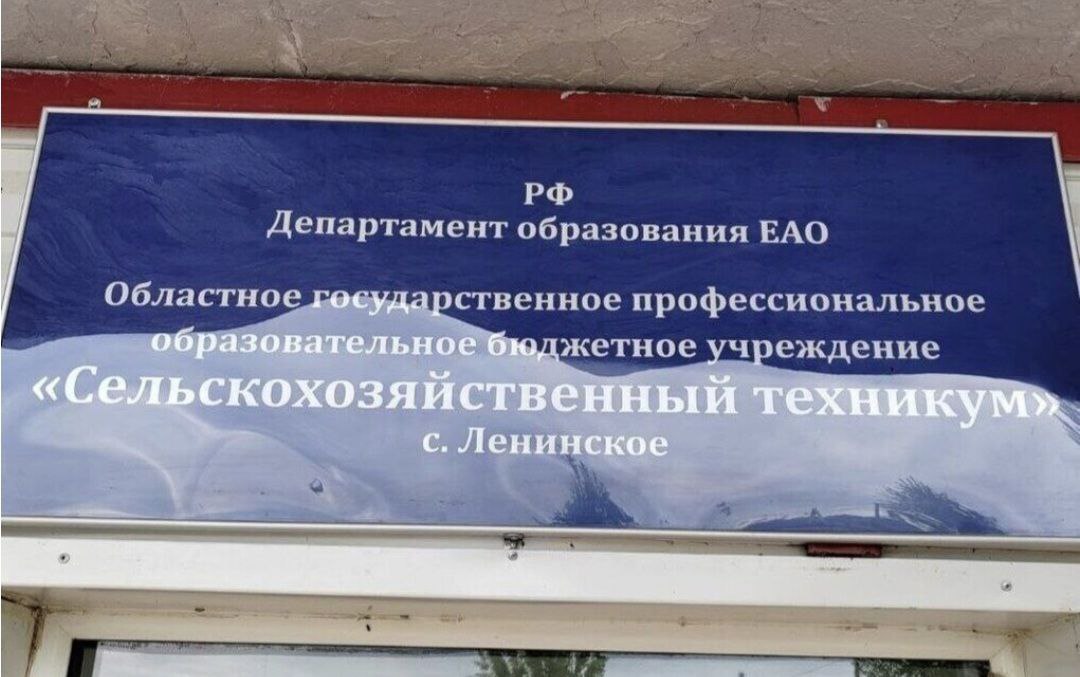 РФ
Департамент образования ЕАО
Областное государственное профессиональное
образовательное бюджетное учреждение
«Сельскохозяйственный техникум»
с. Ленинское